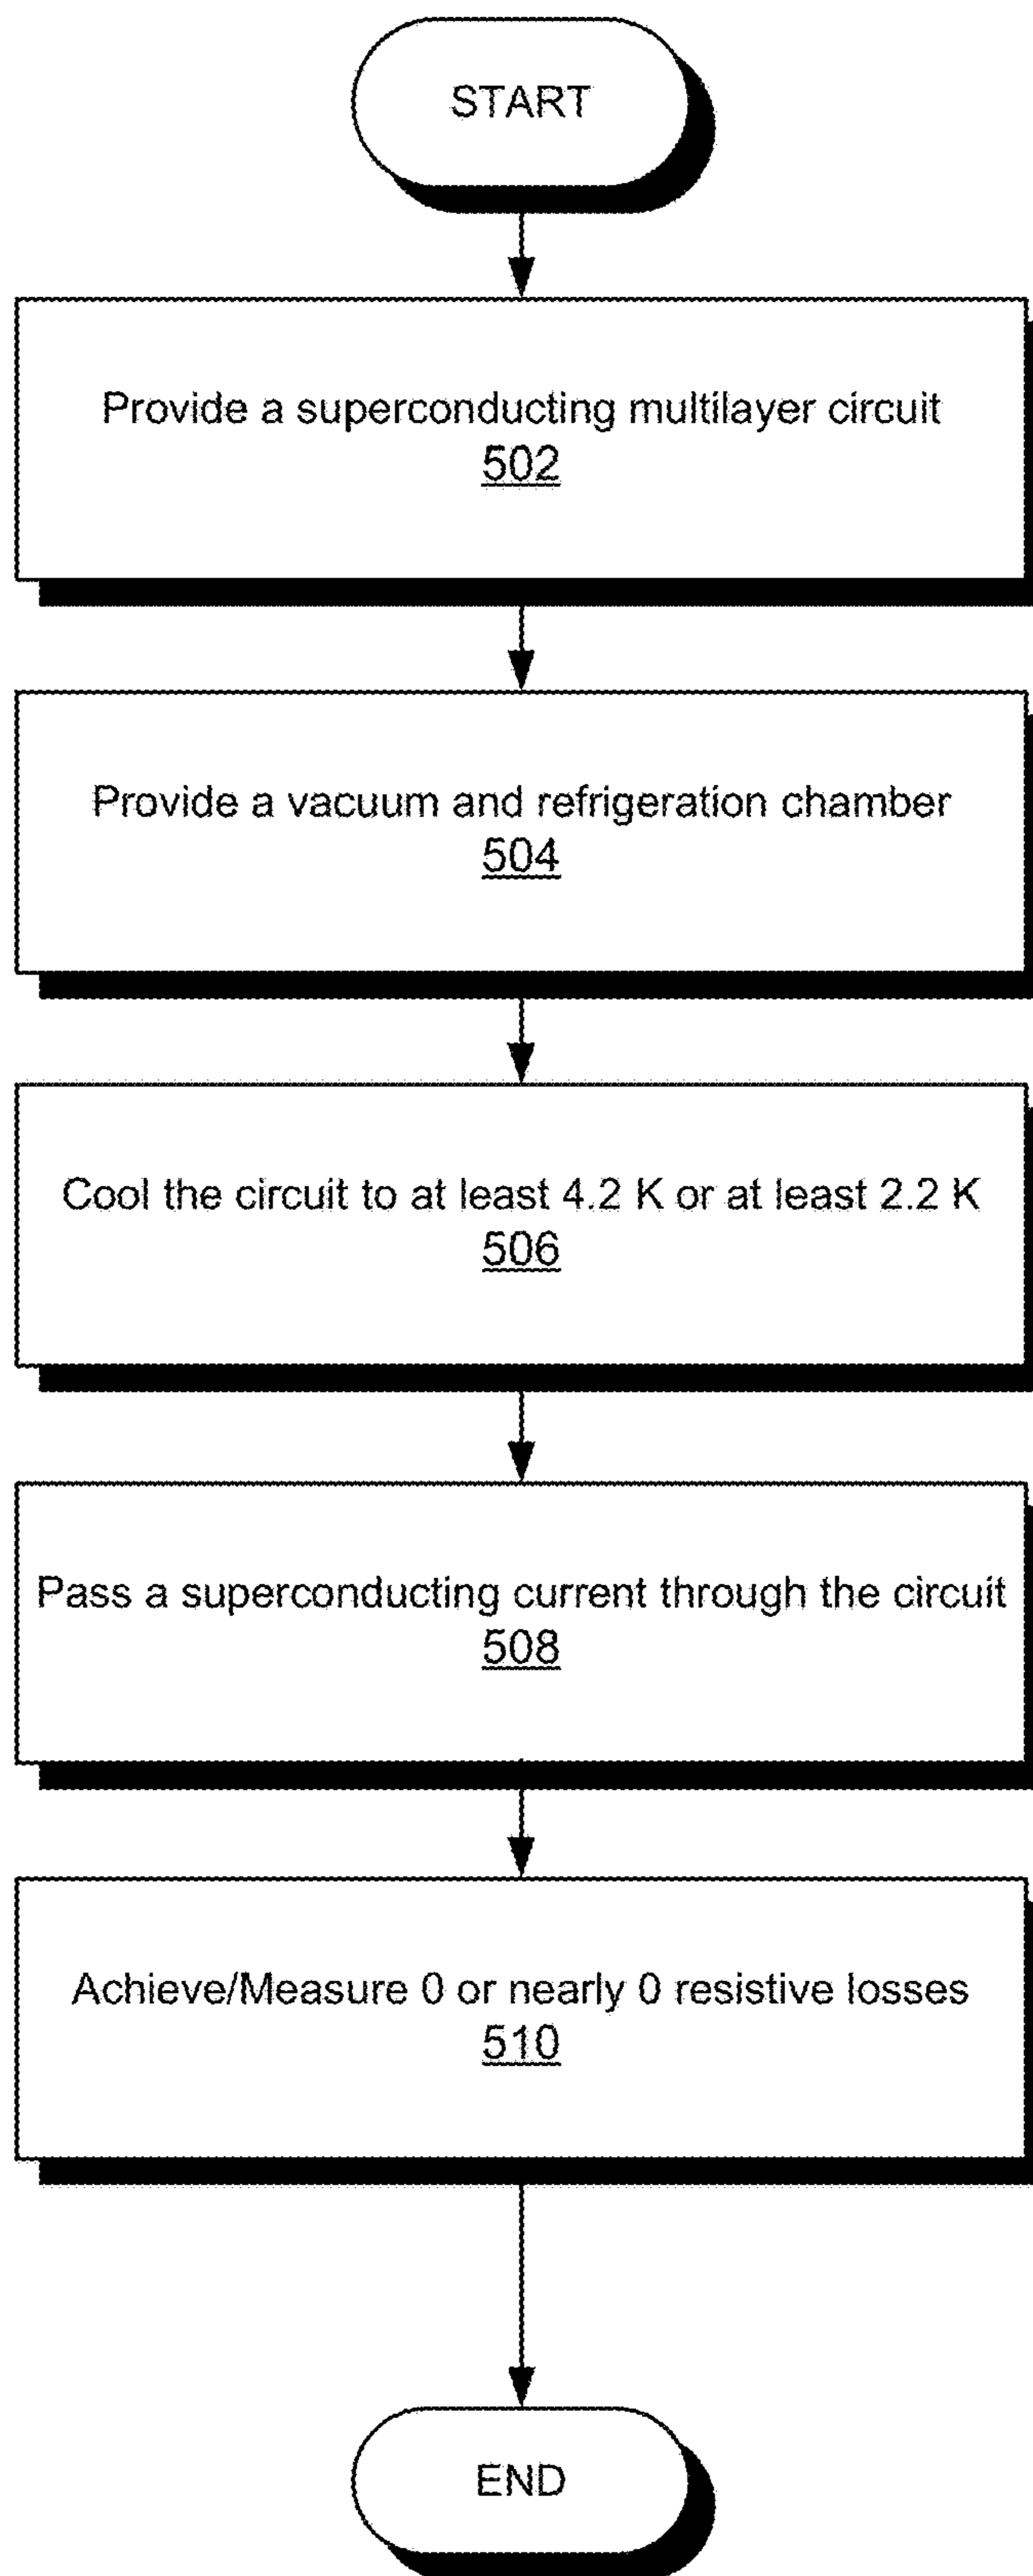 START
Provide a superconducting multilayer circuit
502
Provide a vacuum and refrigeration chamber
504
Cool the circuit to at least 4.2 K or at least 2.2 K
506
Pass a superconducting current through the circuit
508
Achieve/Measure 0 or nearly 0 resistive losses
510
END